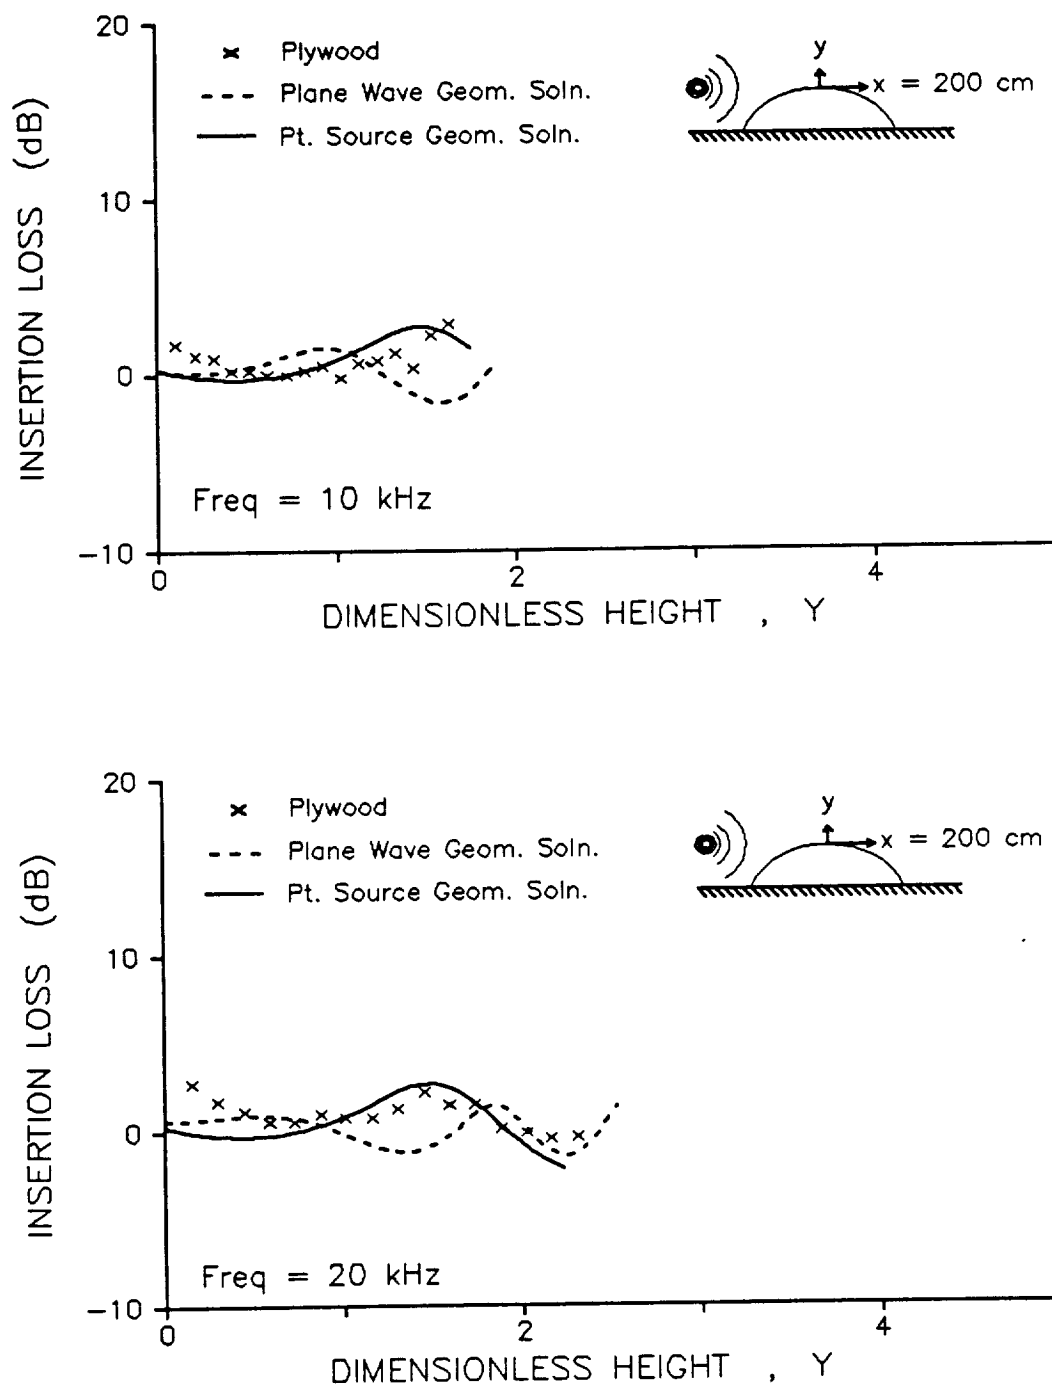 20
Plywood
Plane Wave Geom. Soln.
Pt. Source Geom. Soln.
y
x = 200 cm
10
0
-10
INSERTION LOSS (dB)
Freq = 10 kHz
0 2 4
DIMENSIONLESS HEIGHT , Y
20
Plywood
Plane Wave Geom. Soln.
Pt. Source Geom. Soln.
y
x = 200 cm
10
0
-10
INSERTION LOSS (dB)
Freq = 20 kHz
0 2 4
DIMENSIONLESS HEIGHT , Y